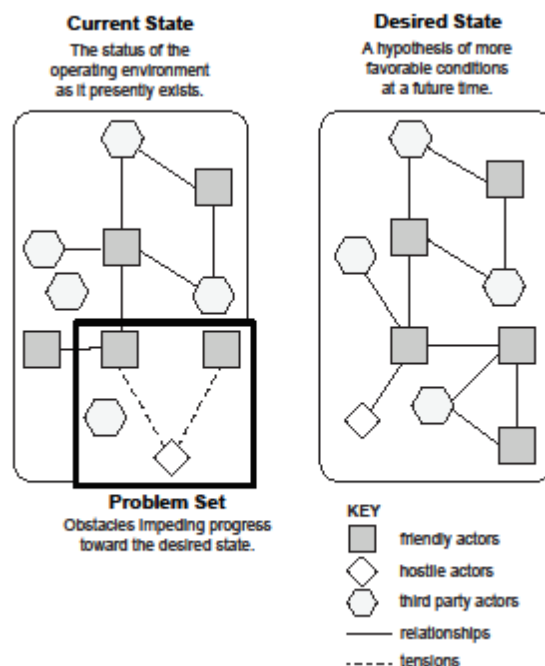 Current State
The status of the
operating environment
as it presently exists.
Desired State
A hypothesis of more
favorable conditions
at a future time.
Problem Set
Obstacles impeding progress
toward the desired state.
KEY
friendly actors
hostile actors
third party actors
relationships
tensions